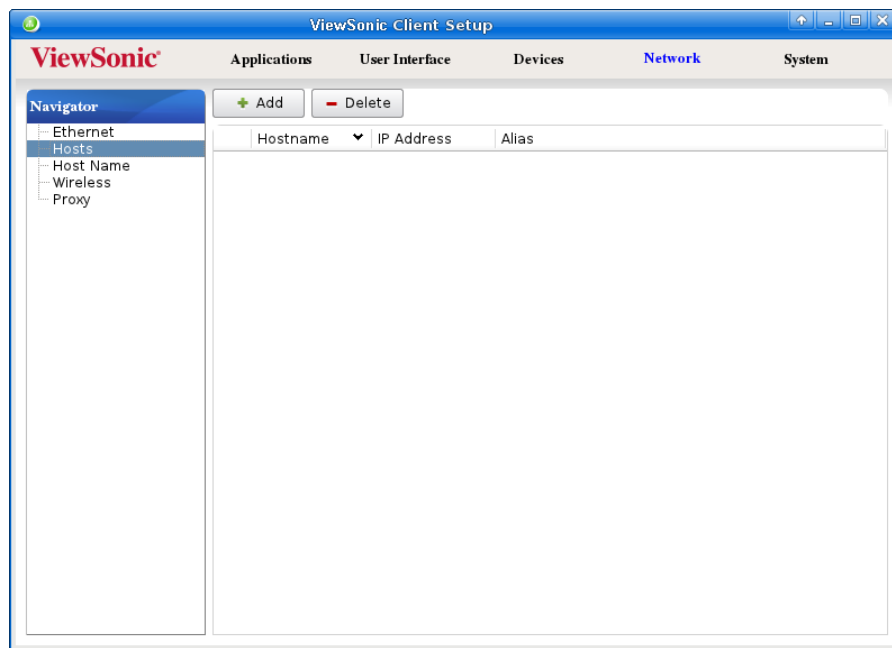 ViewSonic Client Setup
ViewSonic®
Applications User Interface Devices Network System
Navigator
Ethernet
Hosts
Host Name
Wireless
Proxy
Add Delete
Hostname IP Address Alias